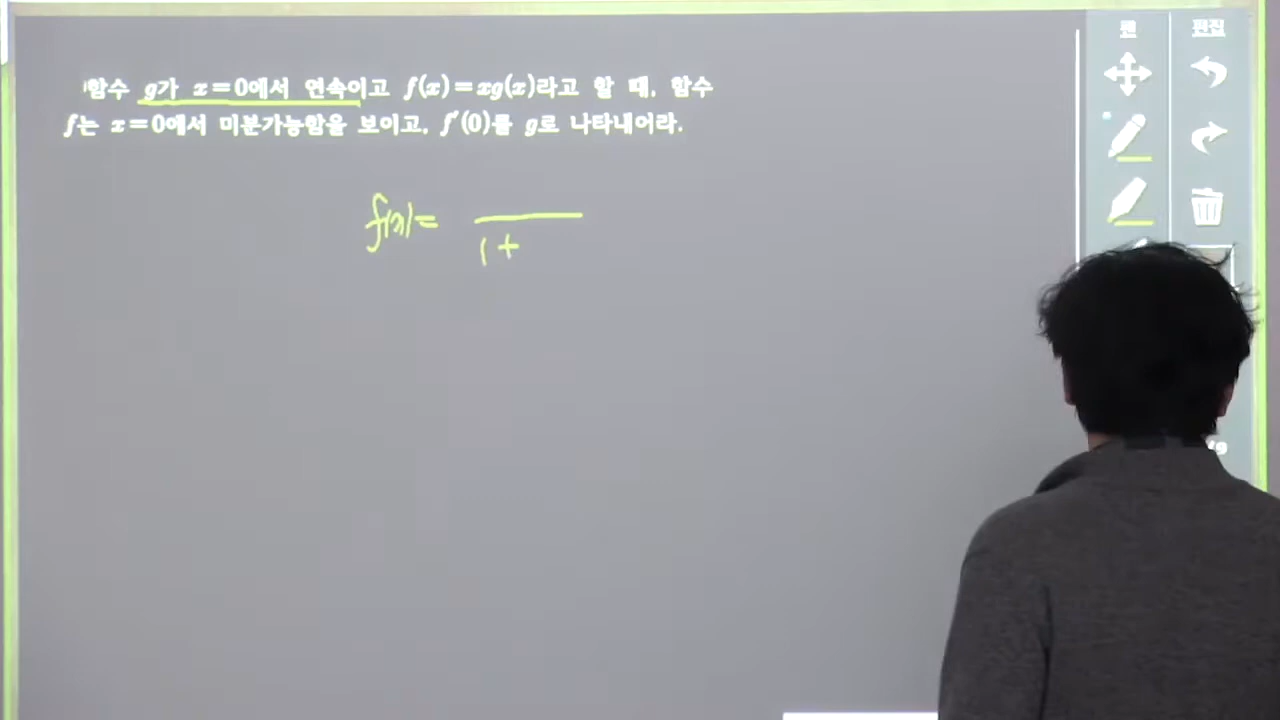 함수 g가 x=0에서 연속이고 f(x)=xg(x)라고 할 때, 함수
f는 x=0에서 미분가능함을 보이고, f′(0)를 g로 나타내어라.
f(x)=
1+
펜
편집